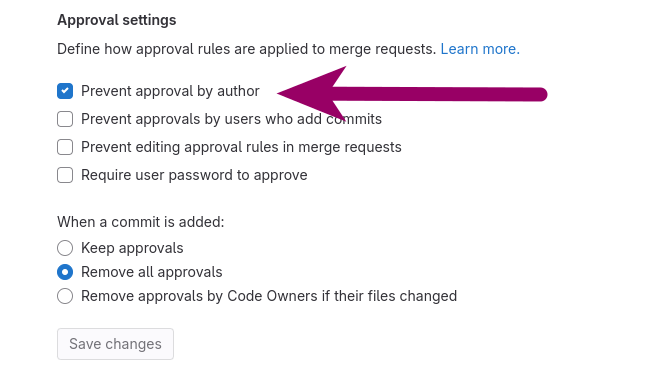 Approval settings
Define how approval rules are applied to merge requests. Learn more.
Prevent approval by author
Prevent approvals by users who add commits
Prevent editing approval rules in merge requests
Require user password to approve
When a commit is added:
Keep approvals
Remove all approvals
Remove approvals by Code Owners if their files changed
Save changes